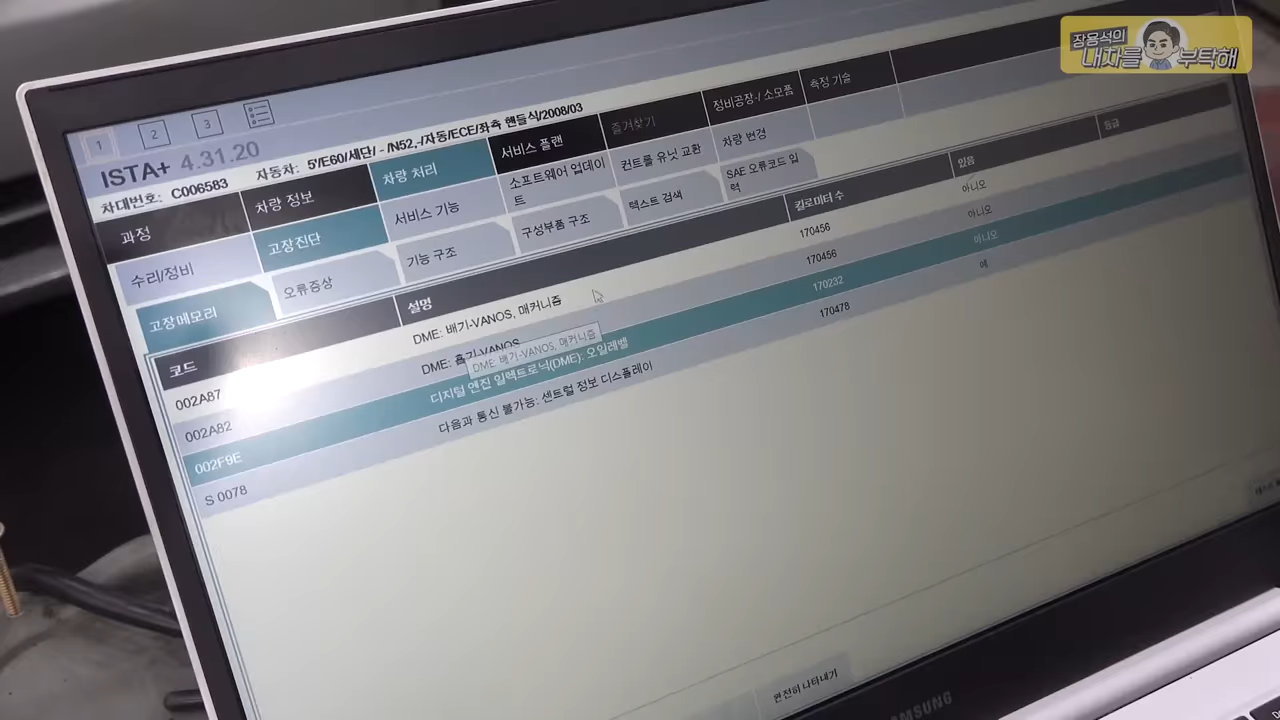 장용석의
내차를 부탁해
1 2 3
ISTA+ 4.31.20
차대번호: C006583 자동차: 5'/E60/세단/ - /N52,-/자동/ECE/좌측 핸들식/2008/03
과정 차량 정보 차량 처리 서비스 플랜 즐겨찾기 정비공장-/ 소모품 측정 기술
수리/정비 고장진단 서비스 기능 소프트웨어 업데이트 컨트롤 유닛 교환 차량 변경
고장메모리 오류증상 기능 구조 구성부품 구조 텍스트 검색 SAE 오류코드 입력
코드 설명 킬로미터 수 있음 등급
002A87 DME: 배기-VANOS, 매커니즘 170456 아니오
002A82 DME: 흡기-VANOS 170456 아니오
DME: 배기-VANOS, 매커니즘
002F9E 디지털 엔진 일렉트로닉(DME): 오일레벨 170232 아니오
S 0078 다음과 통신 불가능: 센트럴 정보 디스플레이 170478 예
완전히 나타내기
SAMSUNG